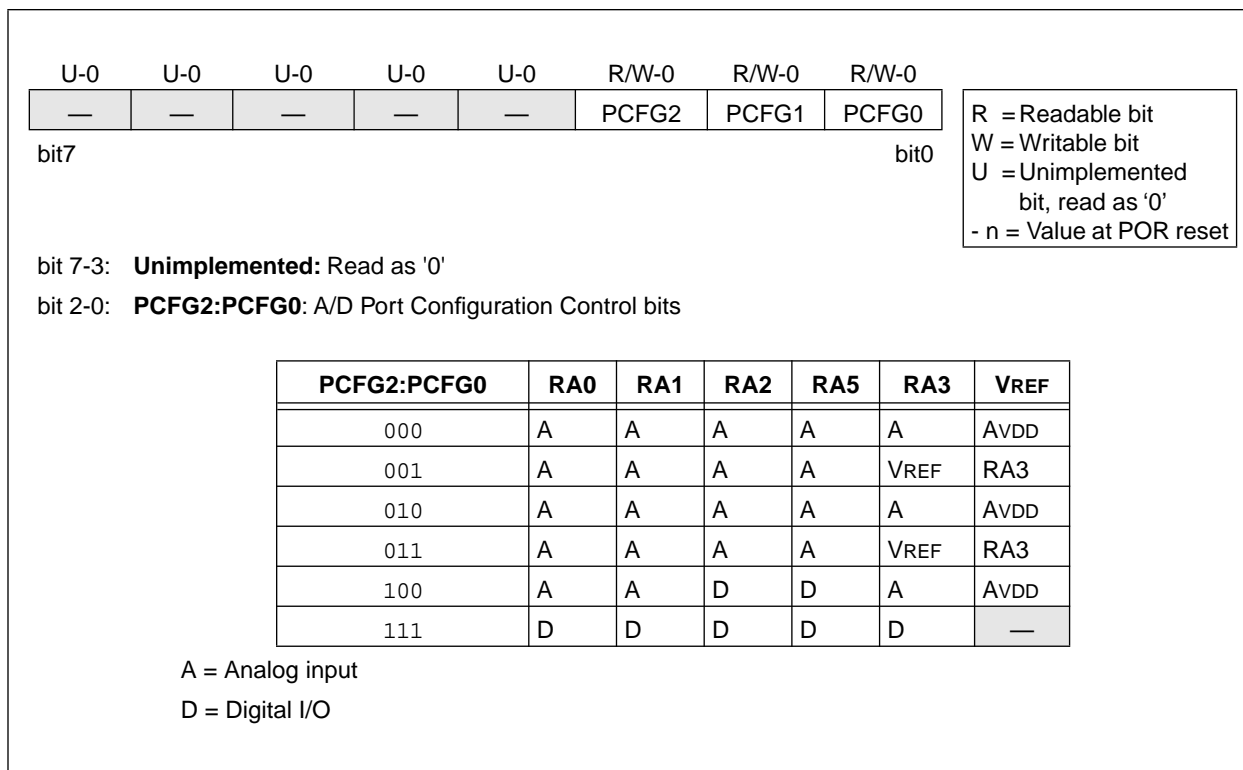 U-0 U-0 U-0 U-0 U-0 R/W-0 R/W-0 R/W-0
— — — — — PCFG2 PCFG1 PCFG0
bit7 bit0
R = Readable bit
W = Writable bit
U = Unimplemented
bit, read as ‘0’
- n = Value at POR reset
bit 7-3: Unimplemented: Read as '0'
bit 2-0: PCFG2:PCFG0: A/D Port Configuration Control bits
PCFG2:PCFG0 RA0 RA1 RA2 RA5 RA3 VREF
000 A A A A A AVDD
001 A A A A VREF RA3
010 A A A A A AVDD
011 A A A A VREF RA3
100 A A D D A AVDD
111 D D D D D —
A = Analog input
D = Digital I/O